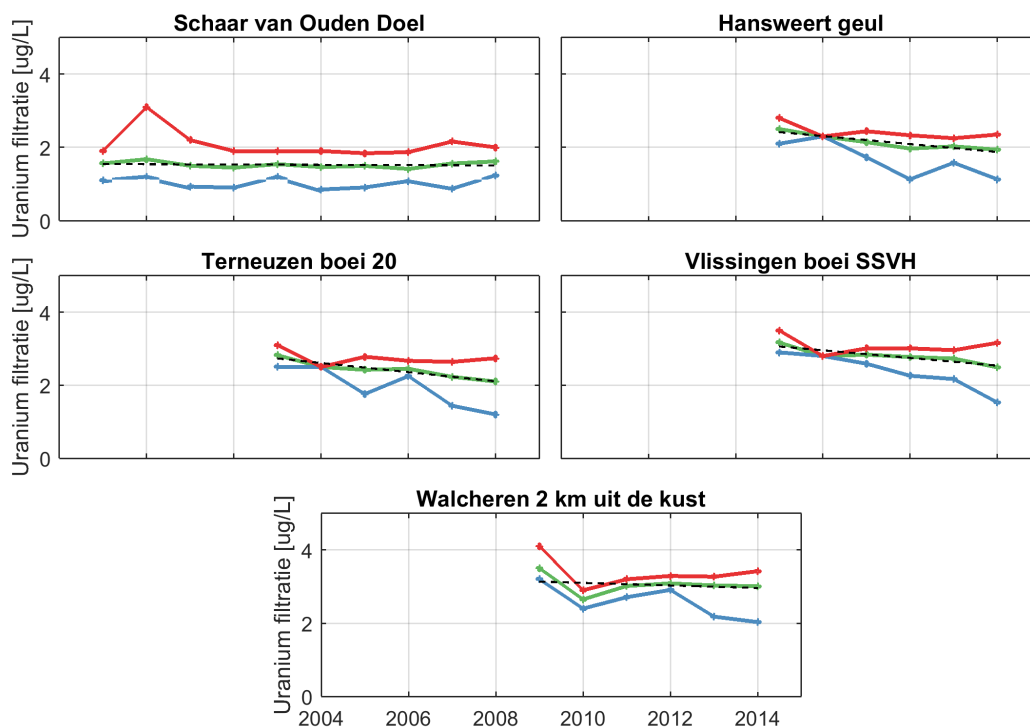 Schaar van Ouden Doel
Hansweert geul
Uranium filtratie [ug/L]
4
2
0
Terneuzen boei 20
Vlissingen boei SSVH
Uranium filtratie [ug/L]
4
2
0
Walcheren 2 km uit de kust
Uranium filtratie [ug/L]
4
2
0
2004 2006 2008 2010 2012 2014